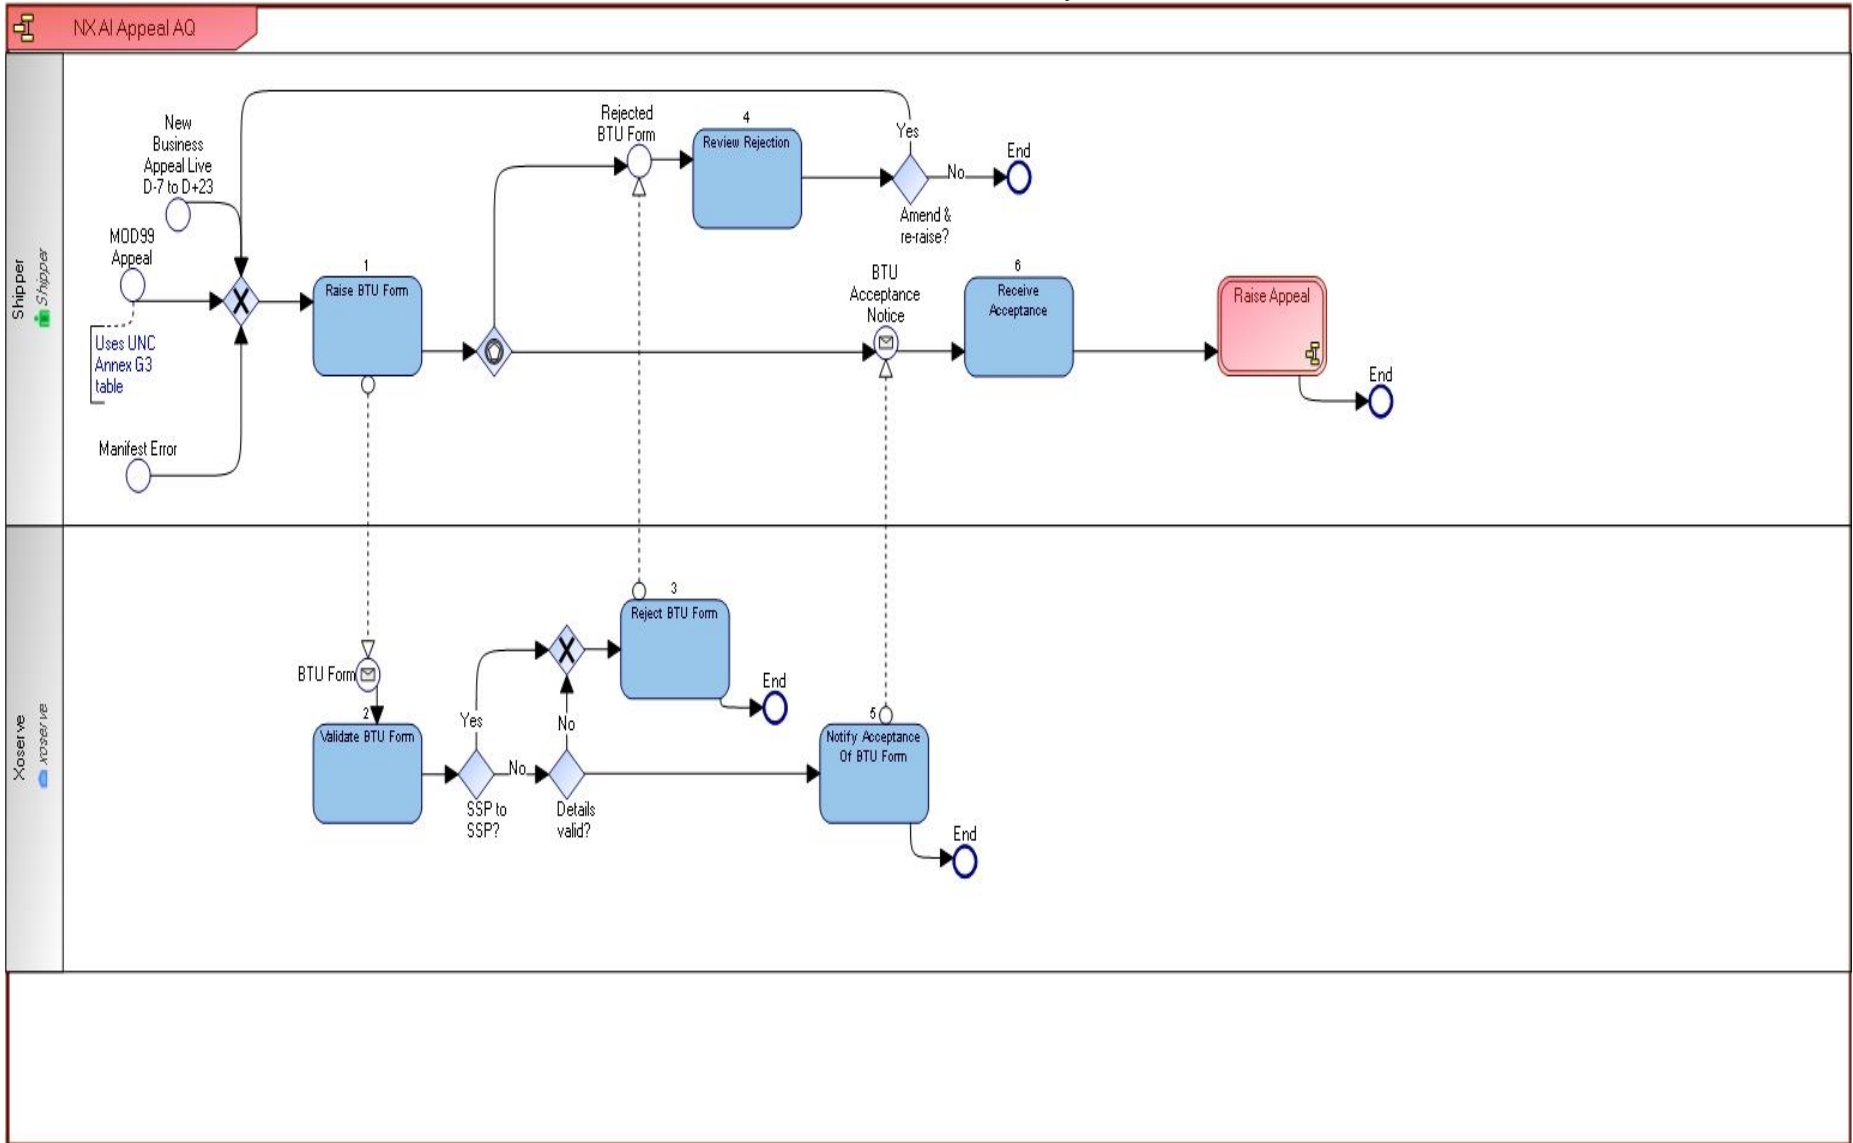 NX AI Appeal AQ
Shipper
Shipper
New
Business
Appeal Live
D-7 to D+23
MOD99
Appeal
Uses UNC
Annex G3
table
Manifest Error
1
Raise BTU Form
Rejected
BTU Form
4
Review Rejection
Yes
No
Amend &
re-raise?
End
BTU
Acceptance
Notice
6
Receive
Acceptance
Raise Appeal
End
Xoserve
xoserve
BTU Form
2
Validate BTU Form
Yes
No
SSP to
SSP?
No
Details
valid?
3
Reject BTU Form
End
5
Notify Acceptance
Of BTU Form
End